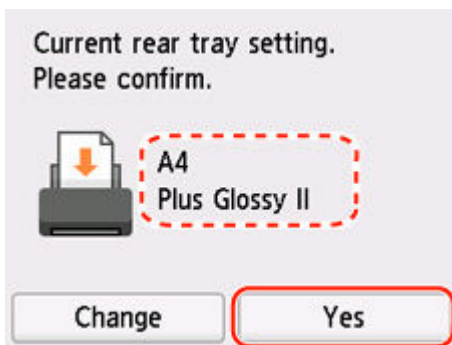 Current rear tray setting.
Please confirm.
A4
Plus Glossy II
Change
Yes